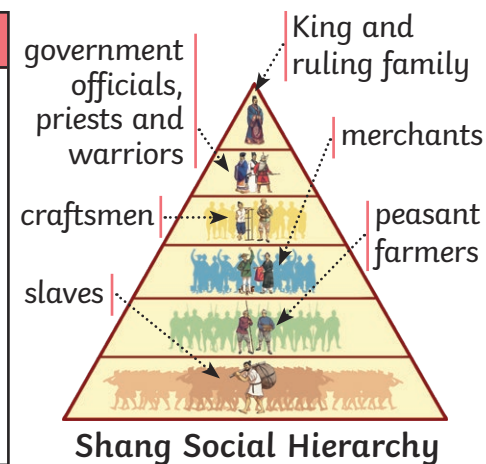 King and
ruling family
government
officials,
priests and
warriors
merchants
craftsmen
peasant
farmers
slaves
Shang Social Hierarchy